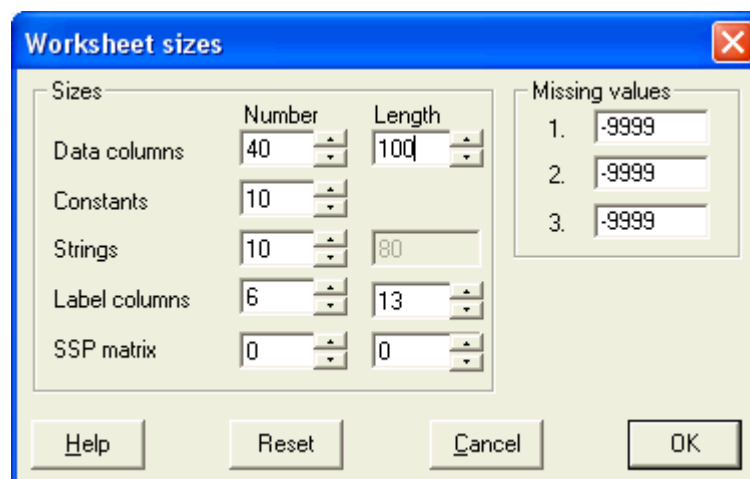 Worksheet sizes
Sizes
Number Length
Data columns 40 100
Constants 10
Strings 10 80
Label columns 6 13
SSP matrix 0 0
Missing values
1. -9999
2. -9999
3. -9999
Help Reset Cancel OK